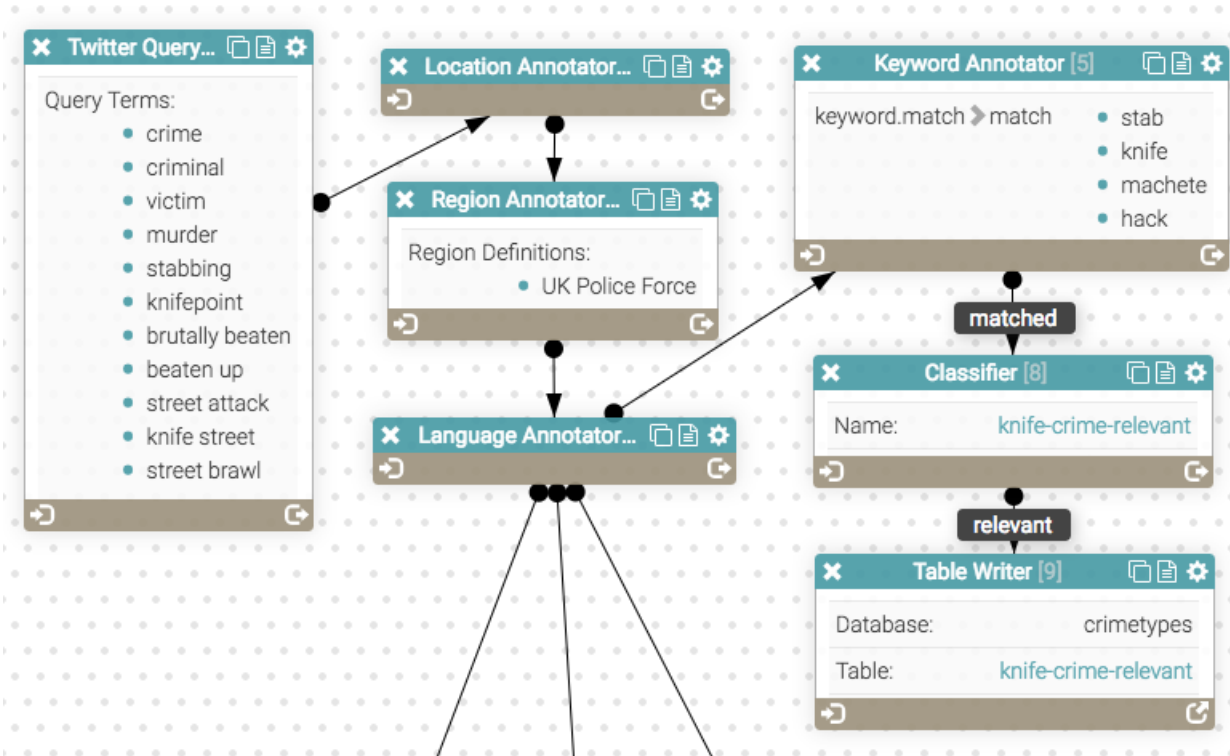 Twitter Query...
Query Terms:
crime
criminal
victim
murder
stabbing
knifepoint
brutally beaten
beaten up
street attack
knife street
street brawl
Location Annotator...
Region Annotator...
Region Definitions:
UK Police Force
Language Annotator...
Keyword Annotator [5]
keyword.match > match
stab
knife
machete
hack
matched
Classifier [8]
Name: knife-crime-relevant
relevant
Table Writer [9]
Database: crimetypes
Table: knife-crime-relevant